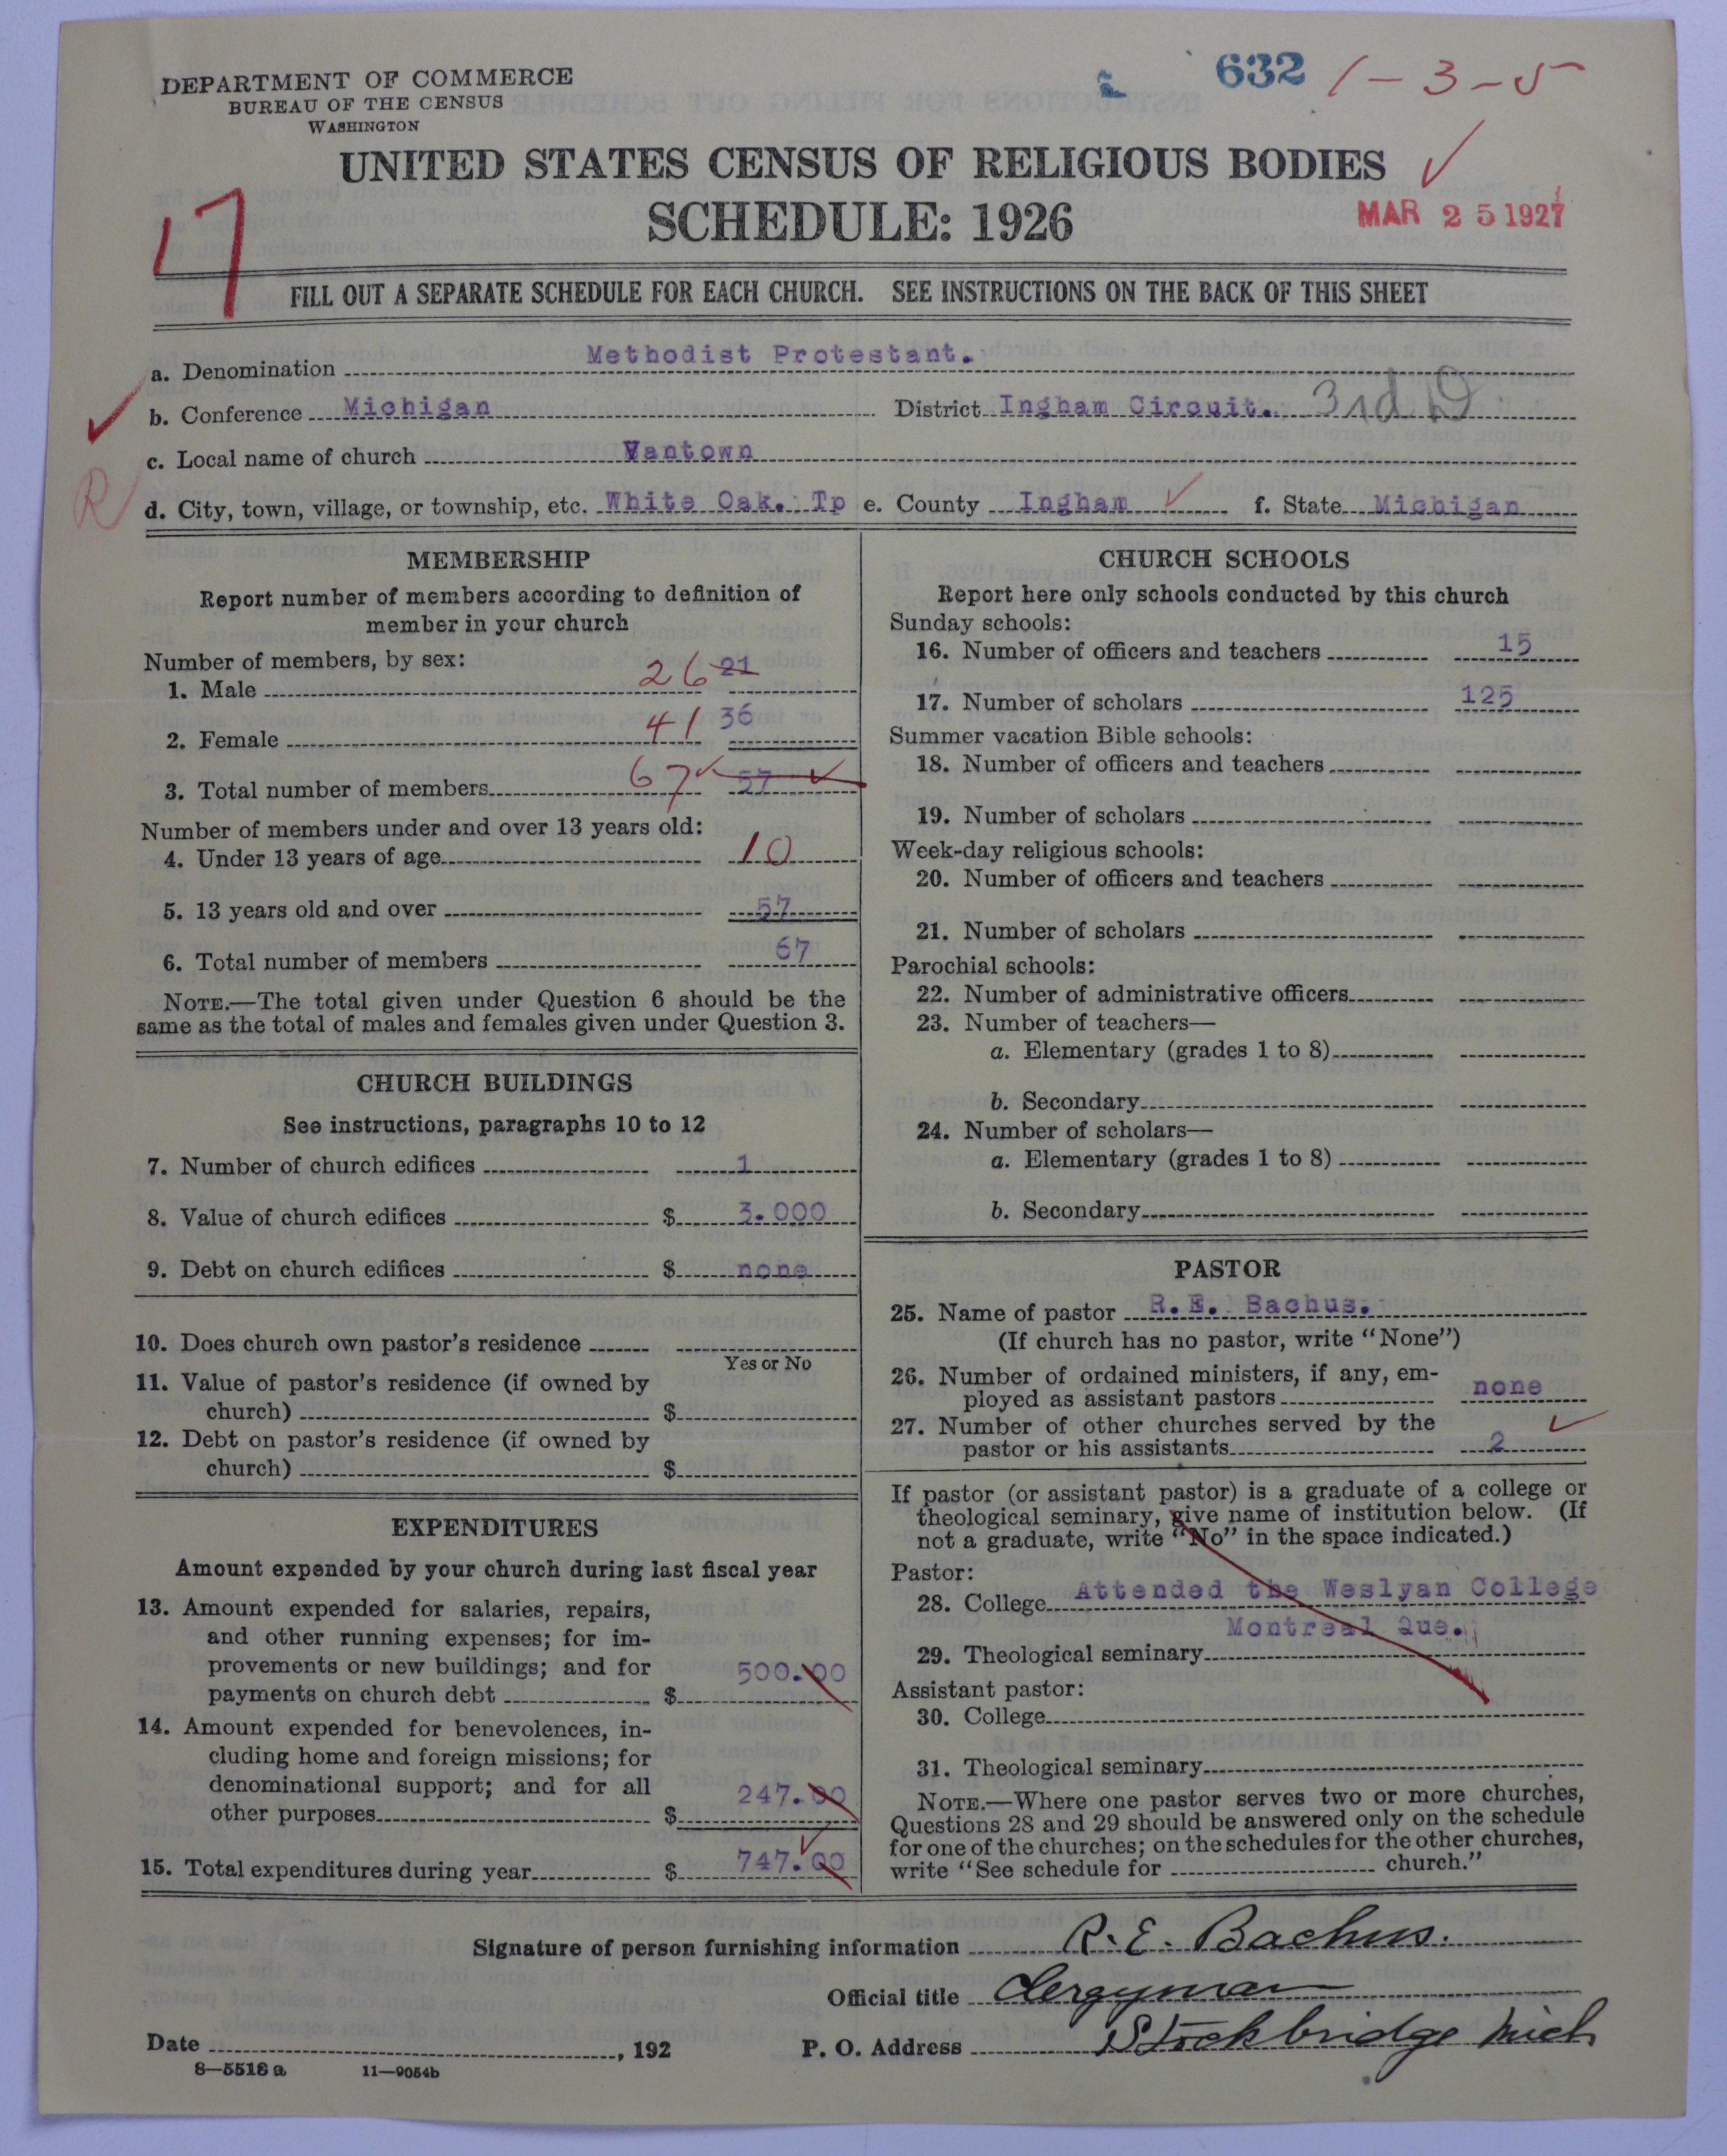 632 1-3-5
DEPARTMENT OF COMMERCE
BUREAU OF THE CENSUS
WASHINGTON
UNITED STATES CENSUS OF RELIGIOUS BODIES
SCHEDULE: 1926
MAR 25 1927
FILL OUT A SEPARATE SCHEDULE FOR EACH CHURCH. SEE INSTRUCTIONS ON THE BACK OF THIS SHEET
a. Denomination Methodist Protestant.
b. Conference Michigan District Ingham Circuit. 3rd D
c. Local name of church Vantown
R
d. City, town, village, or township, etc. White Oak. Tp e. County Ingham f. State Michigan
MEMBERSHIP
Report number of members according to definition of
member in your church
Number of members, by sex:
1. Male 26 21
2. Female 41 36
3. Total number of members 67 57
Number of members under and over 13 years old:
4. Under 13 years of age 10
5. 13 years old and over 57
6. Total number of members 67
NOTE.—The total given under Question 6 should be the
same as the total of males and females given under Question 3.
CHURCH BUILDINGS
See instructions, paragraphs 10 to 12
7. Number of church edifices 1
8. Value of church edifices $ 3.000
9. Debt on church edifices $ none
10. Does church own pastor's residence
Yes or No
11. Value of pastor's residence (if owned by
church) $
12. Debt on pastor's residence (if owned by
church) $
EXPENDITURES
Amount expended by your church during last fiscal year
13. Amount expended for salaries, repairs,
and other running expenses; for im-
provements or new buildings; and for
payments on church debt $ 500.00
14. Amount expended for benevolences, in-
cluding home and foreign missions; for
denominational support; and for all
other purposes $ 247.00
15. Total expenditures during year $ 747.00
CHURCH SCHOOLS
Report here only schools conducted by this church
Sunday schools:
16. Number of officers and teachers 15
17. Number of scholars 125
Summer vacation Bible schools:
18. Number of officers and teachers
19. Number of scholars
Week-day religious schools:
20. Number of officers and teachers
21. Number of scholars
Parochial schools:
22. Number of administrative officers
23. Number of teachers—
a. Elementary (grades 1 to 8)
b. Secondary
24. Number of scholars—
a. Elementary (grades 1 to 8)
b. Secondary
PASTOR
25. Name of pastor R.E. Bachus.
(If church has no pastor, write "None")
26. Number of ordained ministers, if any, em-
ployed as assistant pastors none
27. Number of other churches served by the
pastor or his assistants 2
If pastor (or assistant pastor) is a graduate of a college or
theological seminary, give name of institution below. (If
not a graduate, write "No" in the space indicated.)
Pastor:
28. College Attended the Weslyan College
Montreal Que.
29. Theological seminary
Assistant pastor:
30. College
31. Theological seminary
NOTE.—Where one pastor serves two or more churches,
Questions 28 and 29 should be answered only on the schedule
for one of the churches; on the schedules for the other churches,
write "See schedule for church."
Signature of person furnishing information R. E. Bachus.
Official title Clergyman
Date , 192 P. O. Address Stockbridge Mich
8—5518 a 11—9054b